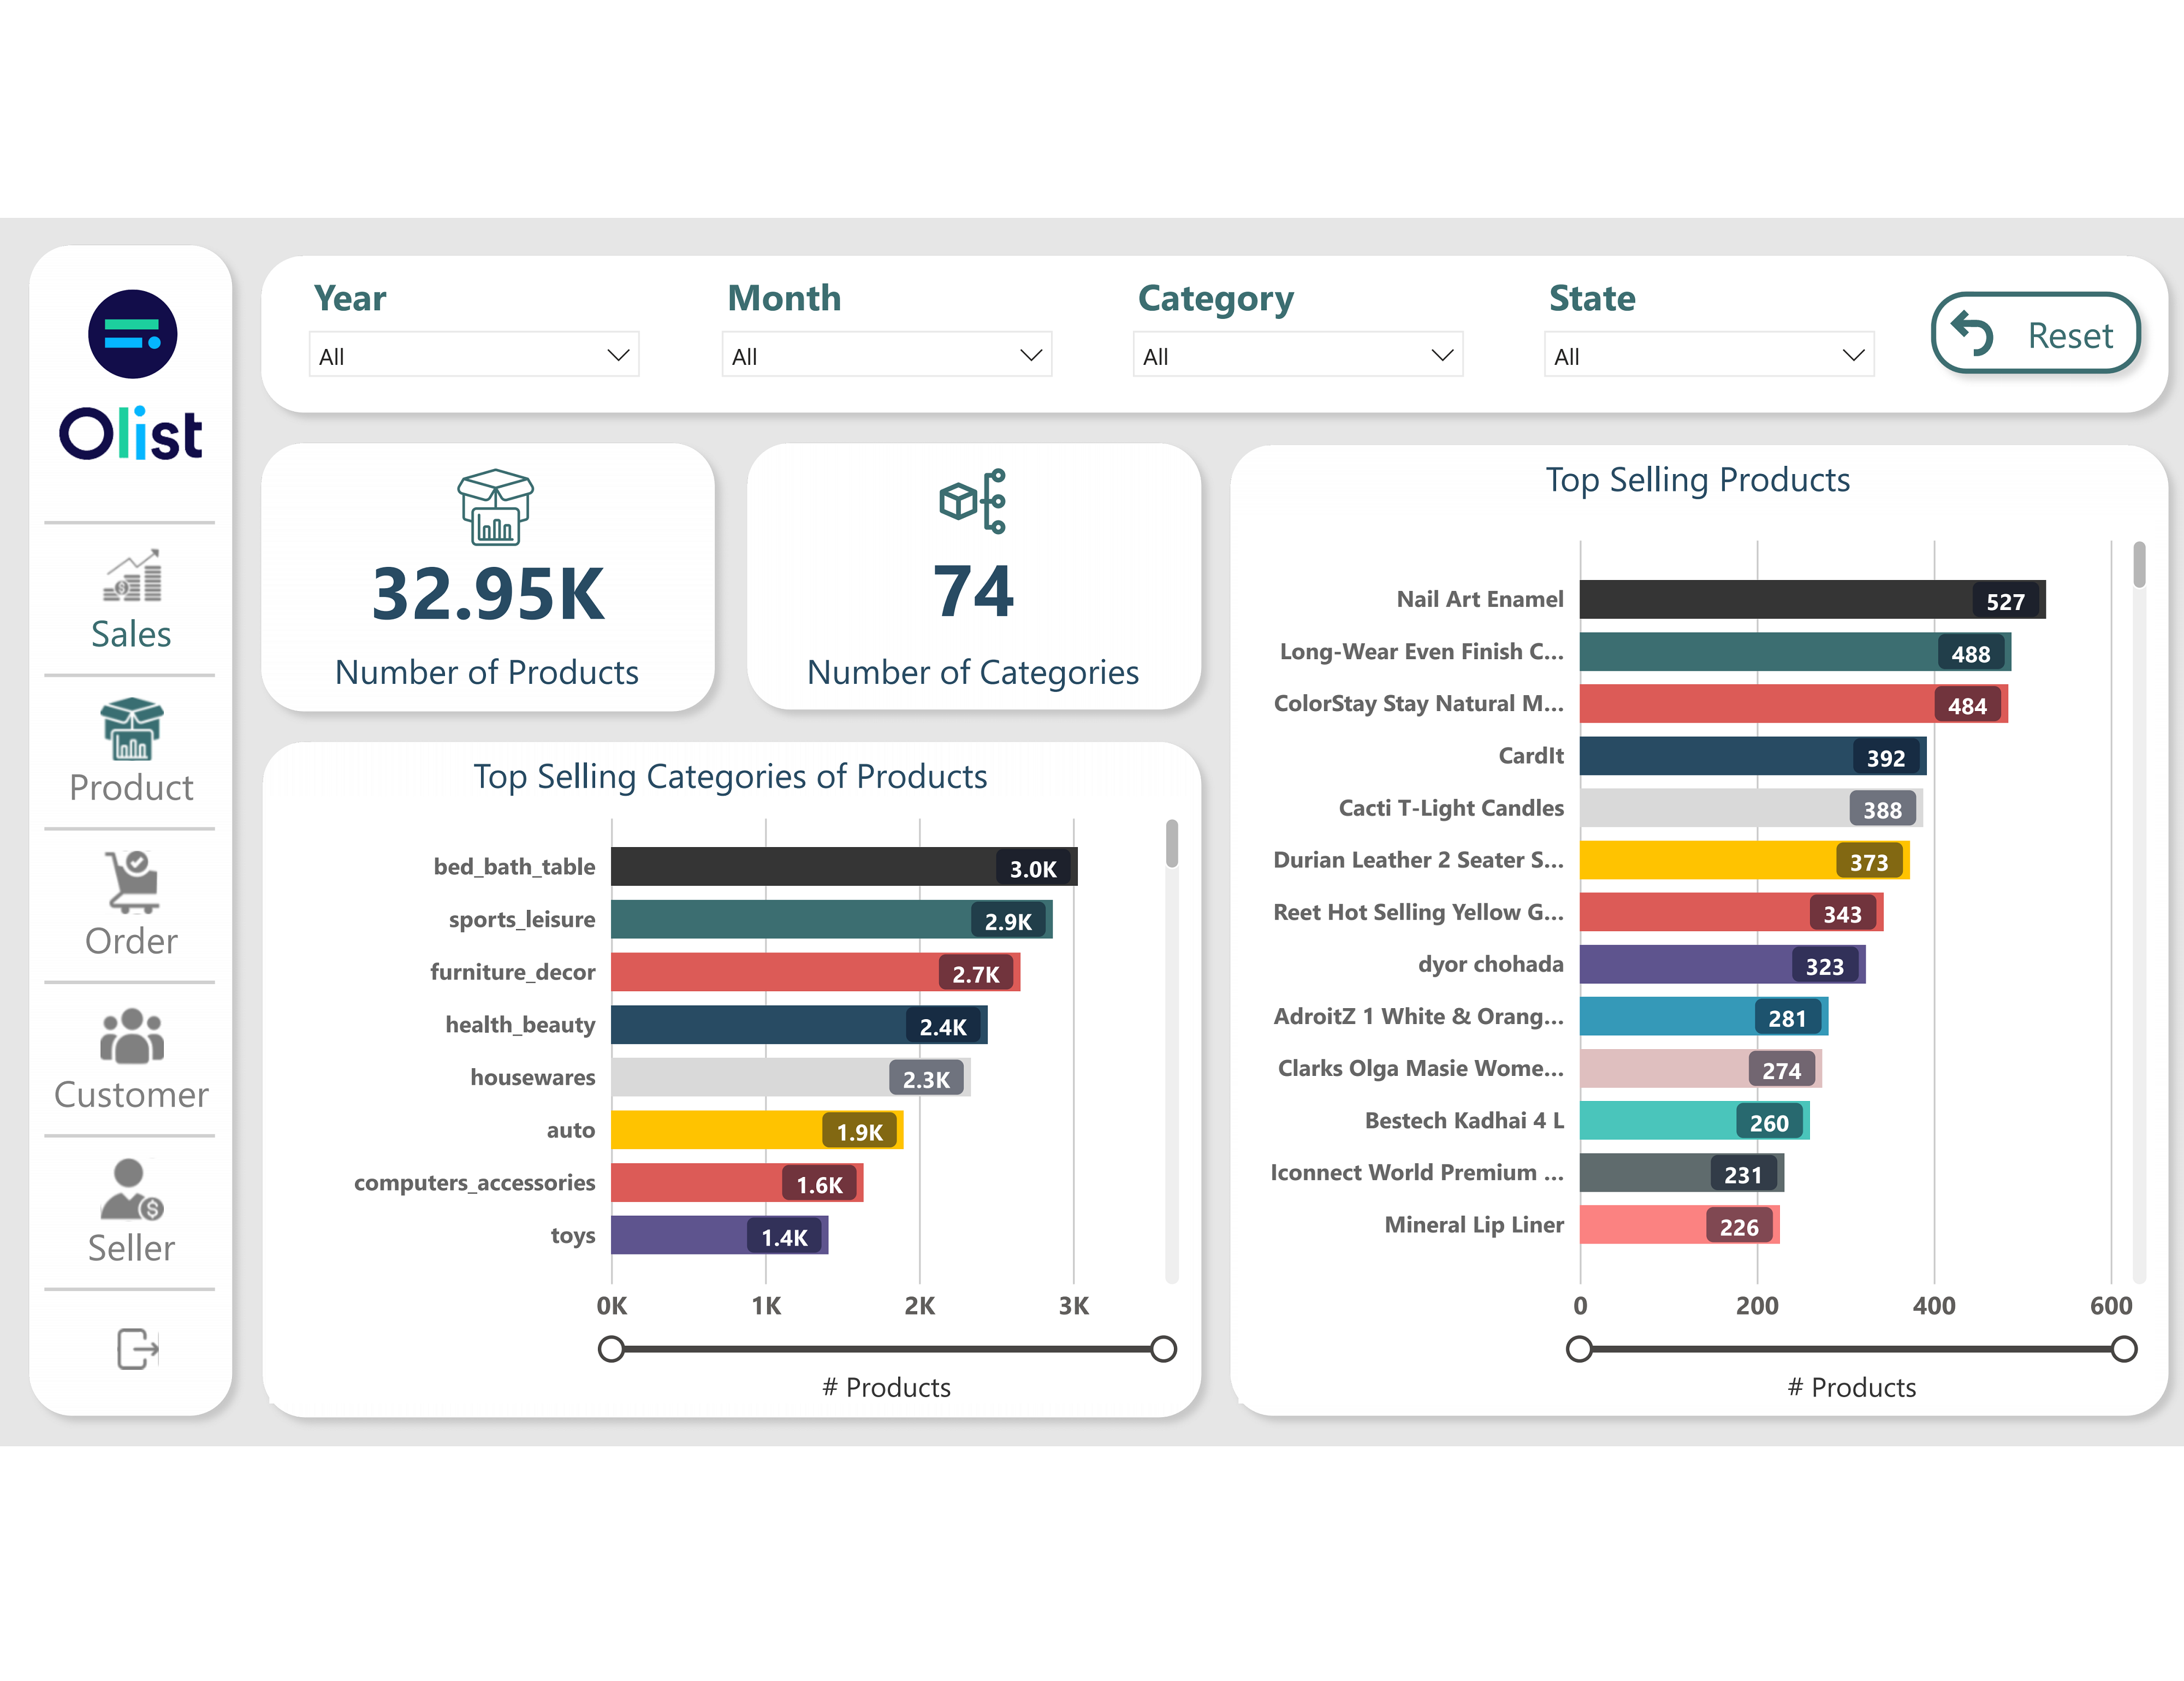 Olist
Sales
Product
Order
Customer
Seller
Year
All
Month
All
Category
All
State
All
Reset
32.95K
Number of Products
74
Number of Categories
Top Selling Categories of Products
bed_bath_table 3.0K
sports_leisure 2.9K
furniture_decor 2.7K
health_beauty 2.4K
housewares 2.3K
auto 1.9K
computers_accessories 1.6K
toys 1.4K
0K 1K 2K 3K
# Products
Top Selling Products
Nail Art Enamel 527
Long-Wear Even Finish C... 488
ColorStay Stay Natural M... 484
CardIt 392
Cacti T-Light Candles 388
Durian Leather 2 Seater S... 373
Reet Hot Selling Yellow G... 343
dyor chohada 323
AdroitZ 1 White & Orang... 281
Clarks Olga Masie Wome... 274
Bestech Kadhai 4 L 260
Iconnect World Premium ... 231
Mineral Lip Liner 226
0 200 400 600
# Products